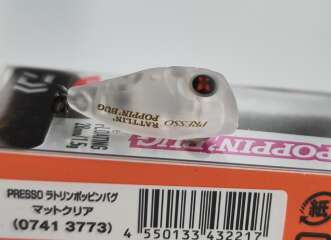 RATTLIN'
POPPIN' BUG
PRESSO
POPPIN' BUG
PRESSO ラトリンポッピンバグ
マットクリア
(0741 3773)
4 550133 432217
紙